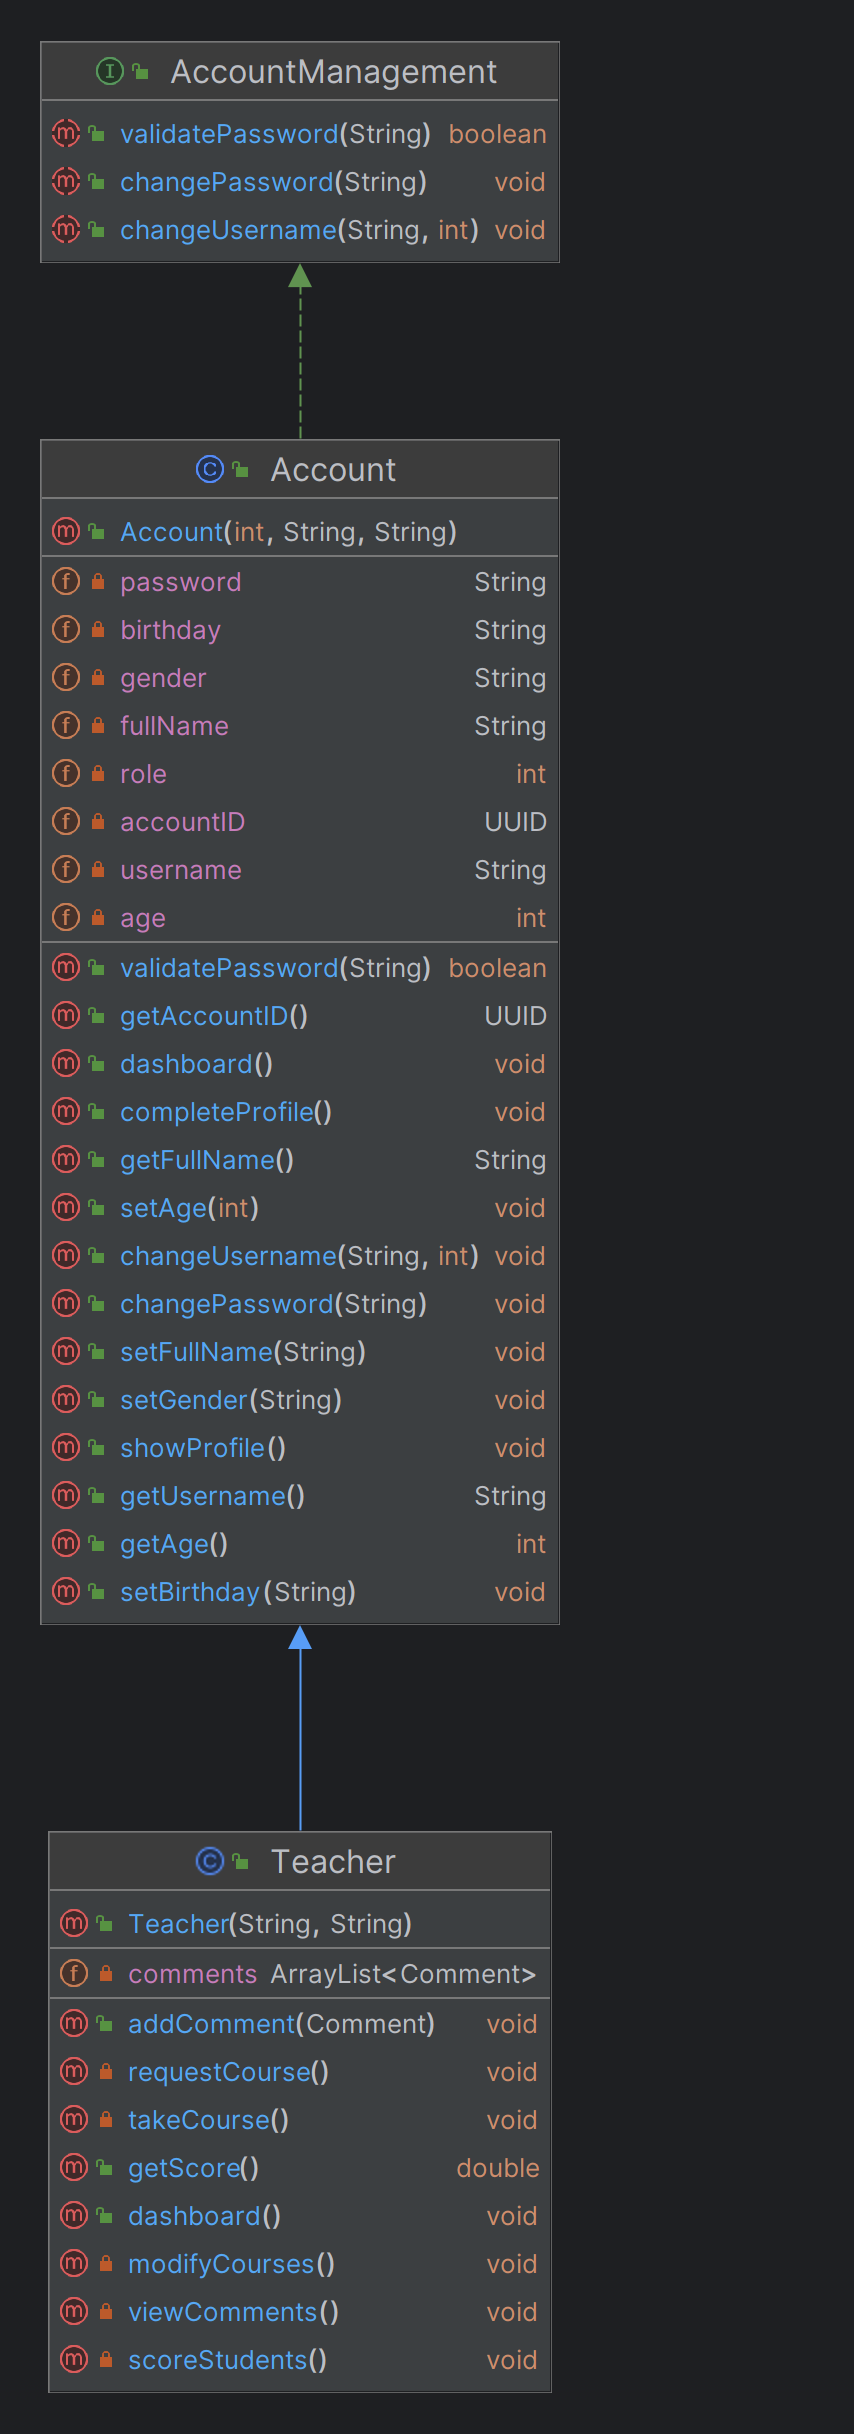 AccountManagement
validatePassword(String) boolean
changePassword(String) void
changeUsername(String, int) void
Account
Account(int, String, String)
password String
birthday String
gender String
fullName String
role int
accountID UUID
username String
age int
validatePassword(String) boolean
getAccountID() UUID
dashboard() void
completeProfile() void
getFullName() String
setAge(int) void
changeUsername(String, int) void
changePassword(String) void
setFullName(String) void
setGender(String) void
showProfile() void
getUsername() String
getAge() int
setBirthday(String) void
Teacher
Teacher(String, String)
comments ArrayList<Comment>
addComment(Comment) void
requestCourse() void
takeCourse() void
getScore() double
dashboard() void
modifyCourses() void
viewComments() void
scoreStudents() void